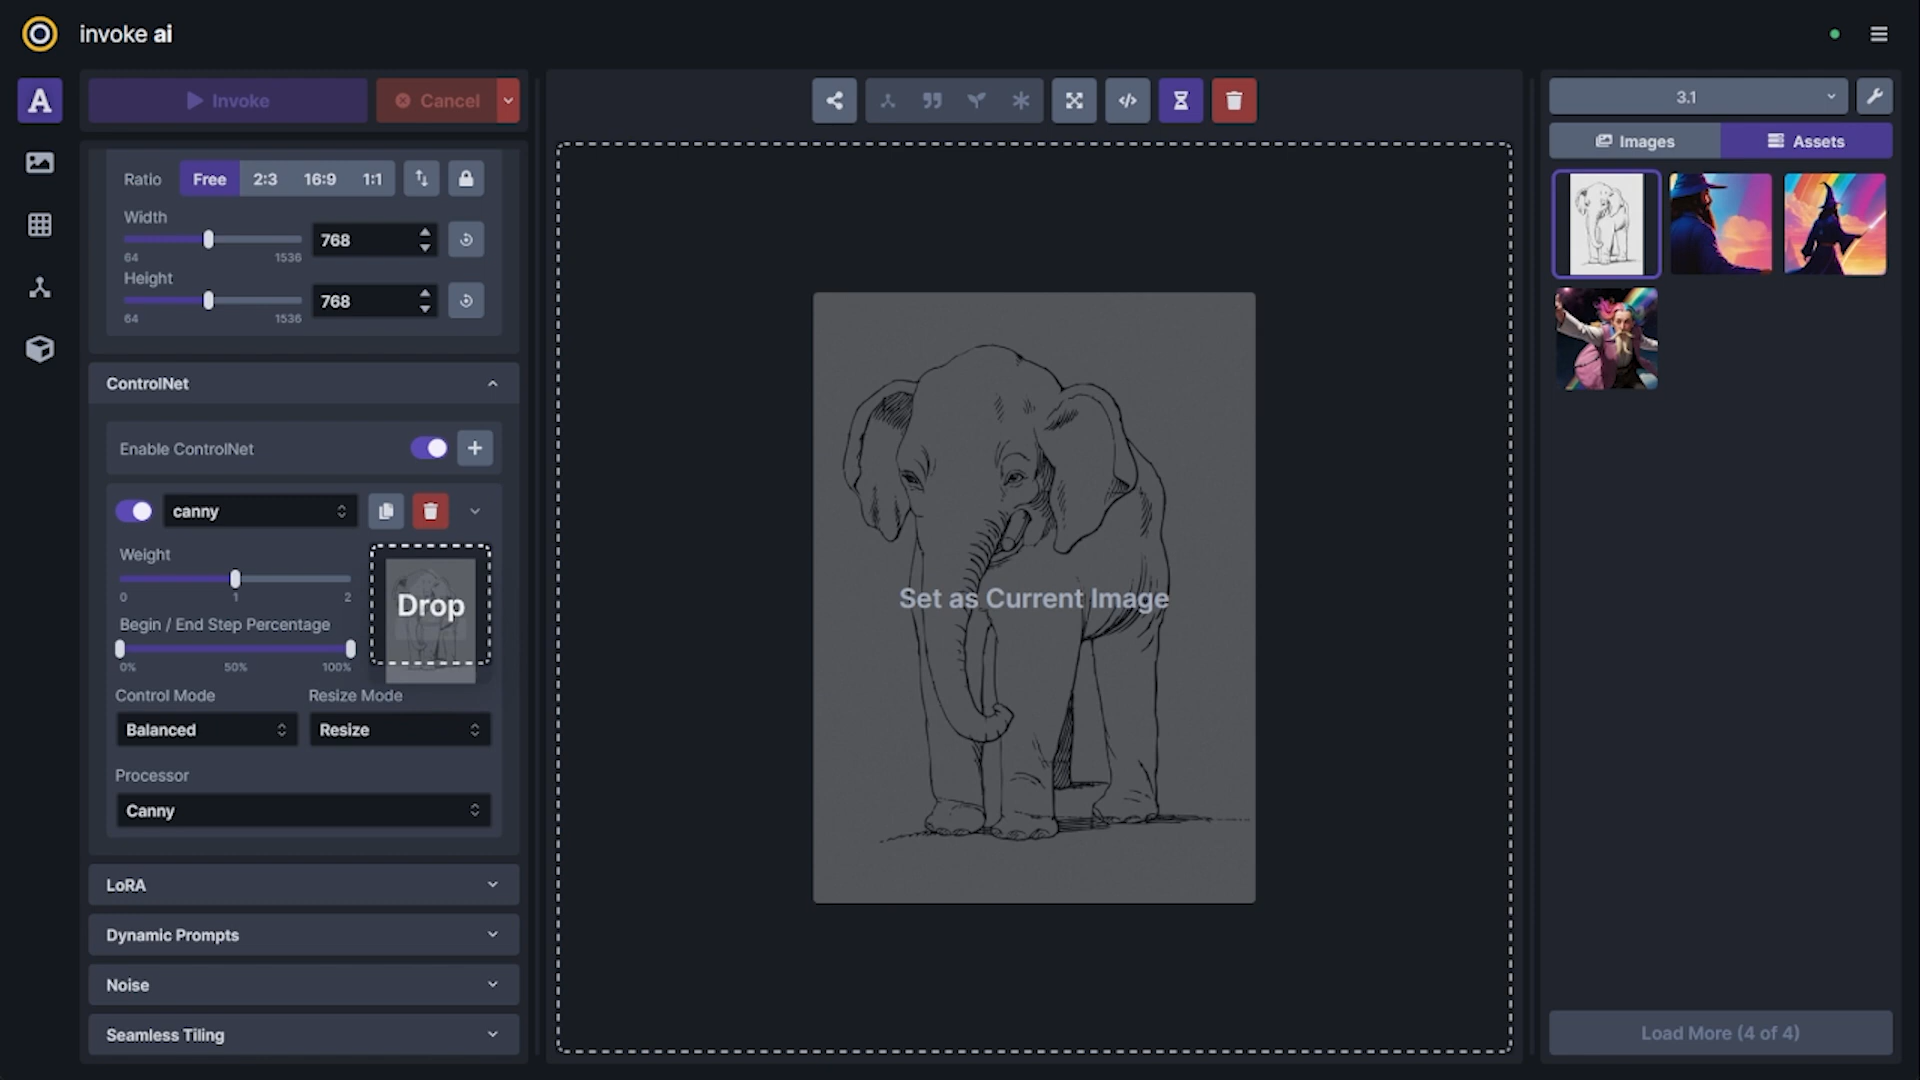 invoke ai
Invoke
Cancel
Ratio
Free
2:3
16:9
1:1
Width
768
64
1536
Height
768
64
1536
ControlNet
Enable ControlNet
canny
Weight
0
1
2
Drop
Begin / End Step Percentage
0%
50%
100%
Control Mode
Resize Mode
Balanced
Resize
Processor
Canny
LoRA
Dynamic Prompts
Noise
Seamless Tiling
Set as Current Image
3.1
Images
Assets
Load More (4 of 4)